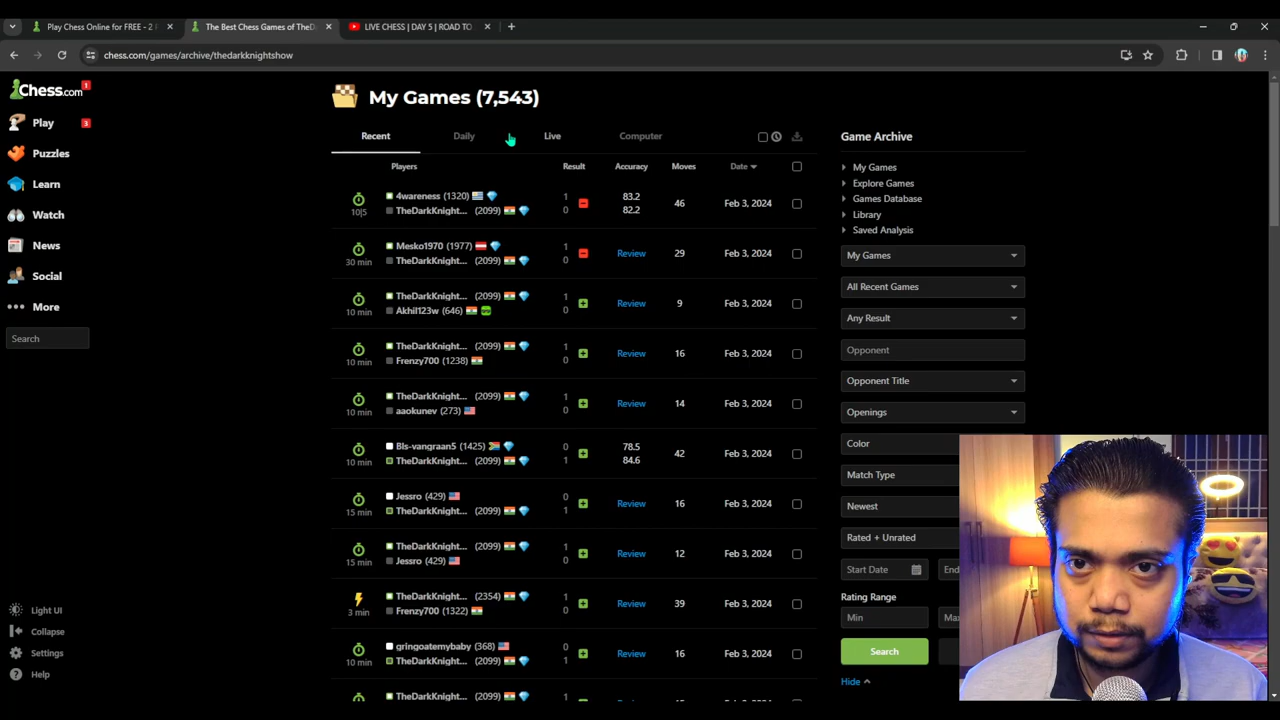 Play Chess Online for FREE - 2
The Best Chess Games of TheD
LIVE CHESS | DAY 5 | ROAD TO
chess.com/games/archive/thedarkknightshow
Chess.com 1
Play 3
Puzzles
Learn
Watch
News
Social
More
Search
Light UI
Collapse
Settings
Help
My Games (7,543)
Recent Daily Live Computer
Players Result Accuracy Moves Date
4wareness (1320) 1 83.2
10|5 TheDarkKnight... (2099) 0 82.2 46 Feb 3, 2024
Mesko1970 (1977) 1
30 min TheDarkKnight... (2099) 0 Review 29 Feb 3, 2024
TheDarkKnight... (2099) 1
10 min Akhil123w (646) 0 Review 9 Feb 3, 2024
TheDarkKnight... (2099) 1
10 min Frenzy700 (1238) 0 Review 16 Feb 3, 2024
TheDarkKnight... (2099) 1
10 min aaokunev (273) 0 Review 14 Feb 3, 2024
Bls-vangraan5 (1425) 0 78.5
10 min TheDarkKnight... (2099) 1 84.6 42 Feb 3, 2024
Jessro (429) 0
15 min TheDarkKnight... (2099) 1 Review 16 Feb 3, 2024
TheDarkKnight... (2099) 1
15 min Jessro (429) 0 Review 12 Feb 3, 2024
TheDarkKnight... (2354) 1
3 min Frenzy700 (1322) 0 Review 39 Feb 3, 2024
gringoatemybaby (368) 0
10 min TheDarkKnight... (2099) 1 Review 16 Feb 3, 2024
TheDarkKnight... (2099) 1
Game Archive
My Games
Explore Games
Games Database
Library
Saved Analysis
My Games
All Recent Games
Any Result
Opponent
Opponent Title
Openings
Color
Match Type
Newest
Rated + Unrated
Start Date End
Rating Range
Min Max
Search
Hide